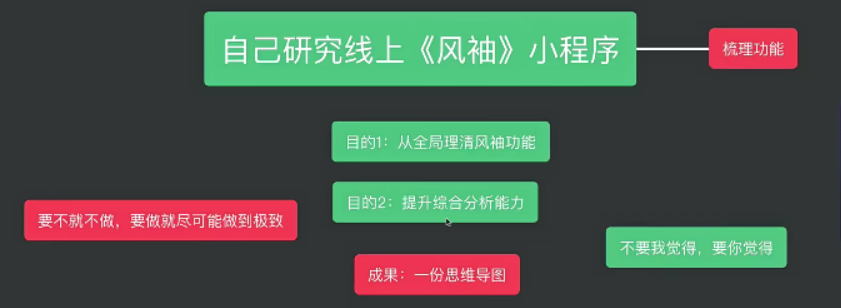 自己研究线上《风袖》小程序
梳理功能
目的1：从全局理清风袖功能
目的2：提升综合分析能力
要不就不做，要做就尽可能做到极致
不要我觉得，要你觉得
成果：一份思维导图